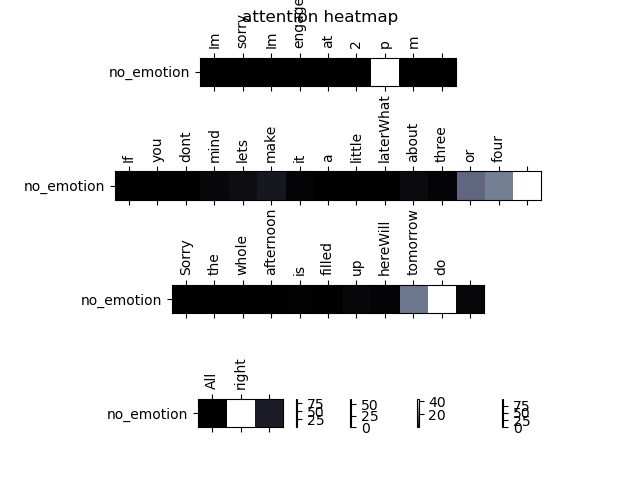 attention heatmap
Im sorry Im engage at 2 p m
no_emotion
If you dont mind lets make it a little laterWhat about three or four
no_emotion
Sorry the whole afternoon is filled up hereWill tomorrow do
no_emotion
All right
no_emotion
75 50 25
50 25 0
40 20
75 50 25 0